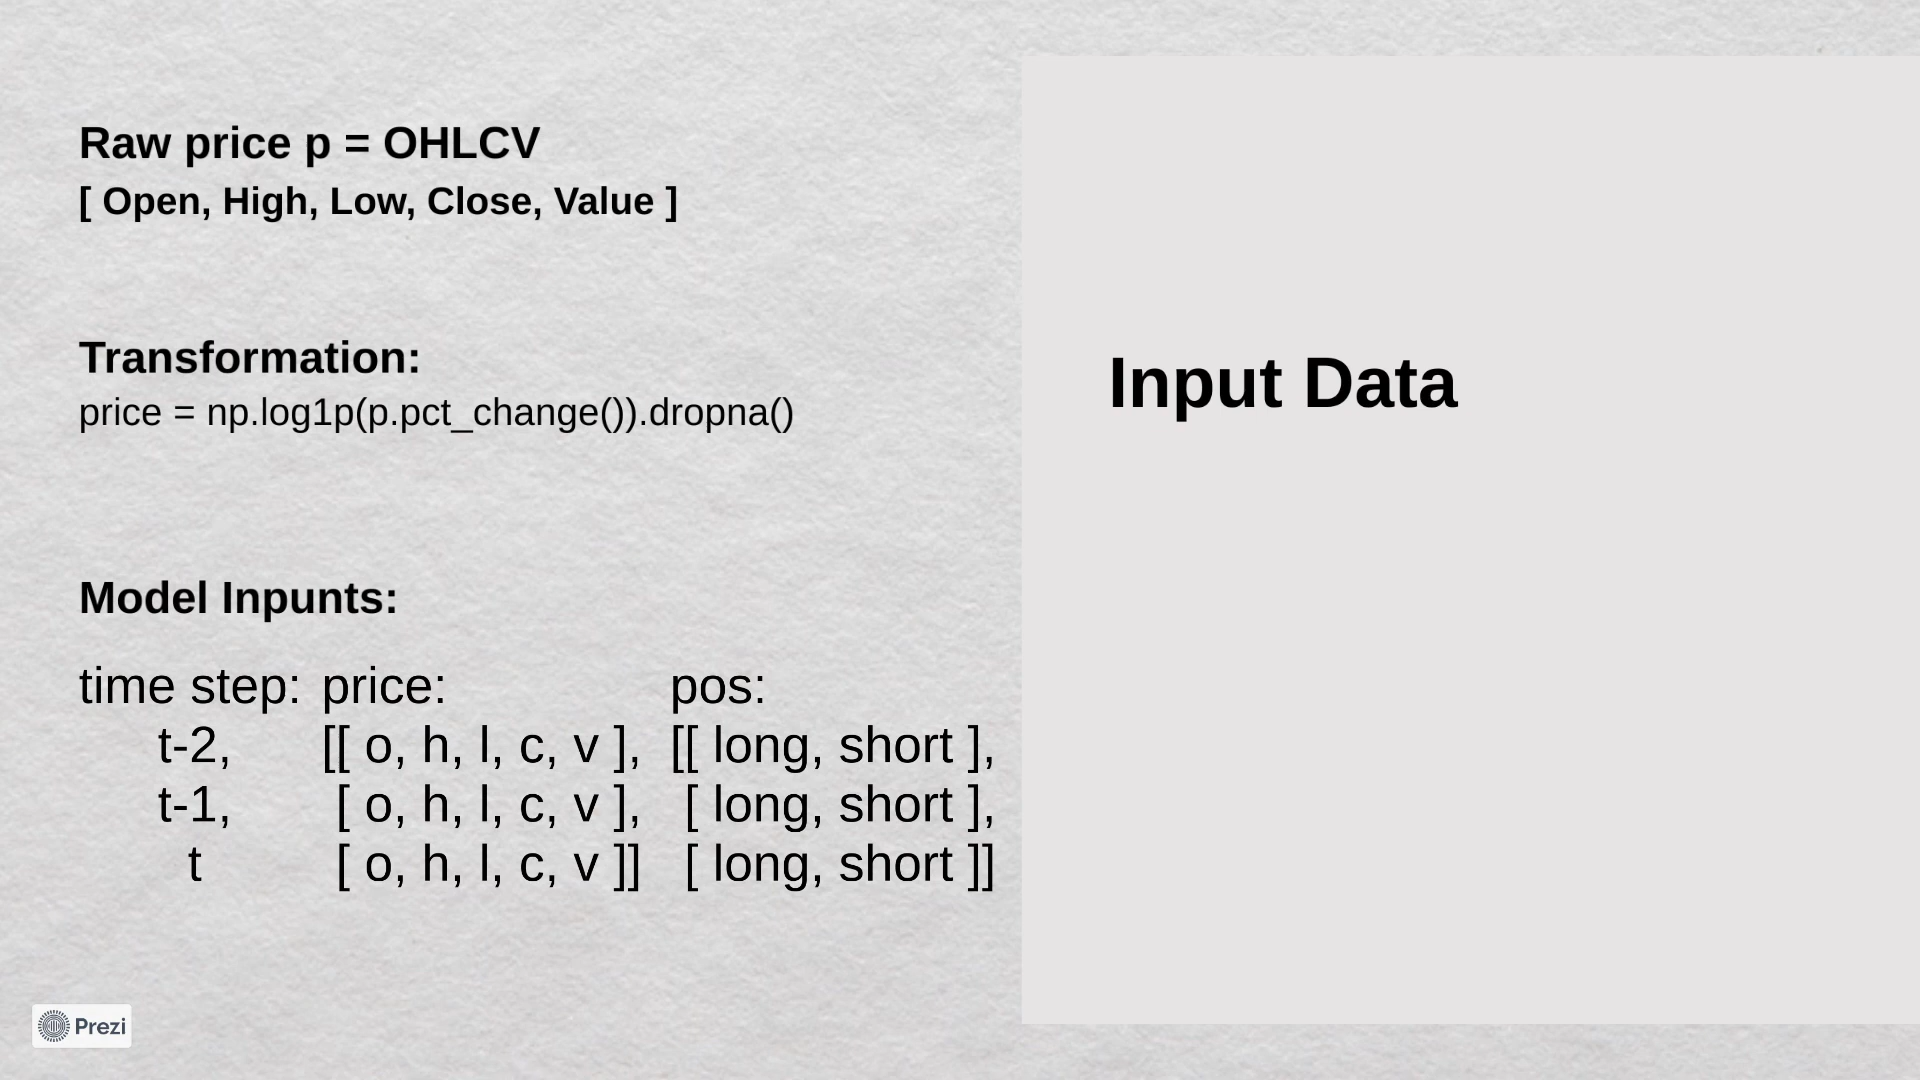 Raw price p = OHLCV
[ Open, High, Low, Close, Value ]
Transformation:
price = np.log1p(p.pct_change()).dropna()
Model Inpunts:
time step: price: pos:
t-2, [[ o, h, l, c, v ], [[ long, short ],
t-1, [ o, h, l, c, v ], [ long, short ],
t [ o, h, l, c, v ]] [ long, short ]]
Input Data
Prezi